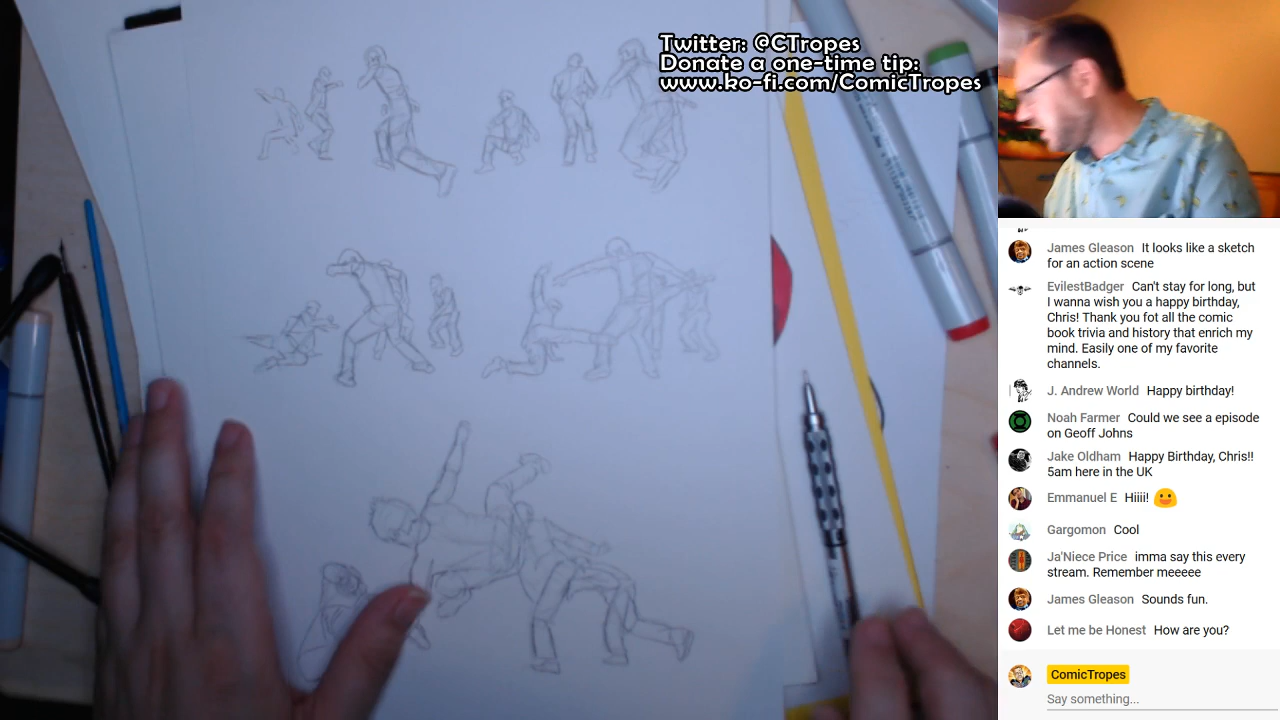 Twitter: @CTropes
Donate a one-time tip:
www.ko-fi.com/ComicTropes
James Gleason It looks like a sketch
for an action scene
EvilestBadger Can't stay for long, but
I wanna wish you a happy birthday,
Chris! Thank you fot all the comic
book trivia and history that enrich my
mind. Easily one of my favorite
channels.
J. Andrew World Happy birthday!
Noah Farmer Could we see a episode
on Geoff Johns
Jake Oldham Happy Birthday, Chris!!
5am here in the UK
Emmanuel E Hiiii!
Gargomon Cool
Ja'Niece Price imma say this every
stream. Remember meeeee
James Gleason Sounds fun.
Let me be Honest How are you?
ComicTropes
Say something...